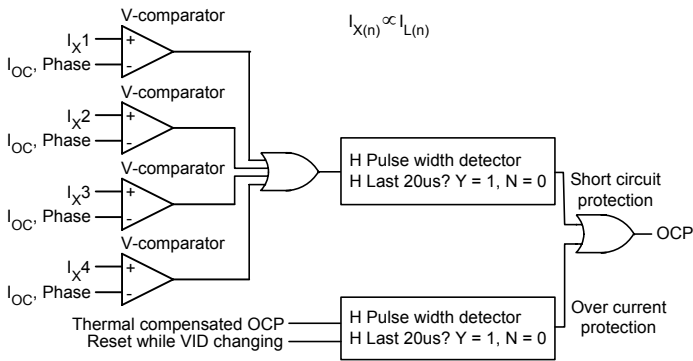 V-comparator
I_X(n) ∝ I_L(n)
I_X1
+
I_OC, Phase
-
V-comparator
I_X2
+
I_OC, Phase
-
H Pulse width detector
H Last 20us? Y = 1, N = 0
V-comparator
I_X3
+
I_OC, Phase
-
Short circuit
protection
OCP
V-comparator
I_X4
+
I_OC, Phase
-
Thermal compensated OCP
Reset while VID changing
H Pulse width detector
H Last 20us? Y = 1, N = 0
Over current
protection